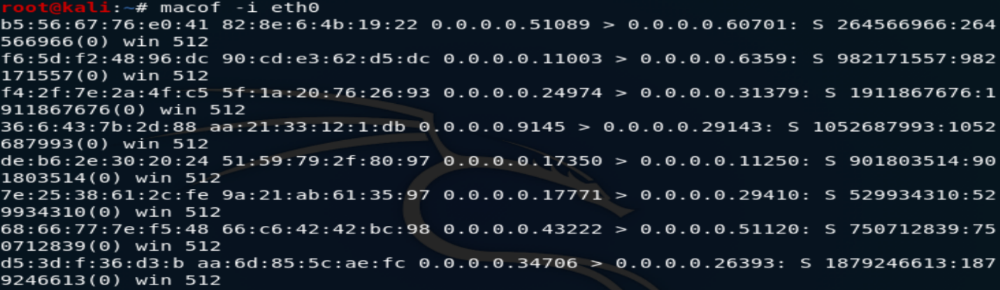 root@kali:~# macof -i eth0
b5:56:67:76:e0:41 82:8e:6:4b:19:22 0.0.0.0.51089 > 0.0.0.0.60701: S 264566966:264
566966(0) win 512
f6:5d:f2:48:96:dc 90:cd:e3:62:d5:dc 0.0.0.0.11003 > 0.0.0.0.6359: S 982171557:982
171557(0) win 512
f4:2f:7e:2a:4f:c5 5f:1a:20:76:26:93 0.0.0.0.24974 > 0.0.0.0.31379: S 1911867676:1
911867676(0) win 512
36:6:43:7b:2d:88 aa:21:33:12:1:db 0.0.0.0.9145 > 0.0.0.0.29143: S 1052687993:1052
687993(0) win 512
de:b6:2e:30:20:24 51:59:79:2f:80:97 0.0.0.0.17350 > 0.0.0.0.11250: S 901803514:90
1803514(0) win 512
7e:25:38:61:2c:fe 9a:21:ab:61:35:97 0.0.0.0.17771 > 0.0.0.0.29410: S 529934310:52
9934310(0) win 512
68:66:77:7e:f5:48 66:c6:42:42:bc:98 0.0.0.0.43222 > 0.0.0.0.51120: S 750712839:75
0712839(0) win 512
d5:3d:f:36:d3:b aa:6d:85:5c:ae:fc 0.0.0.0.34706 > 0.0.0.0.26393: S 1879246613:187
9246613(0) win 512